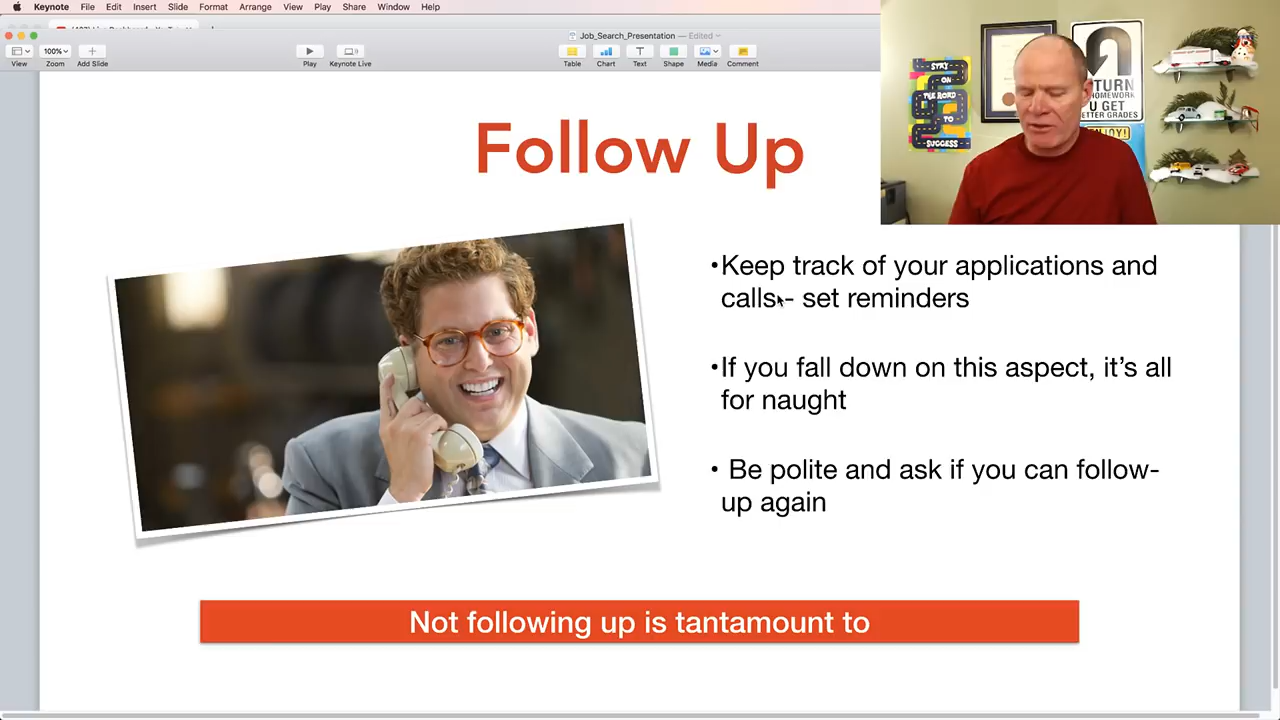 Keynote File Edit Insert Slide Format Arrange View Play Share Window Help
Job_Search_Presentation — Edited
100%
View Zoom Add Slide Play Keynote Live Table Chart Text Shape Media Comment
STAY
ON
THE ROAD
TO
SUCCESS
TURN
HOMEWORK
U GET
BETTER GRADES
ENJOY!
Follow Up
•Keep track of your applications and
calls-- set reminders
•If you fall down on this aspect, it’s all
for naught
• Be polite and ask if you can follow-
up again
Not following up is tantamount to